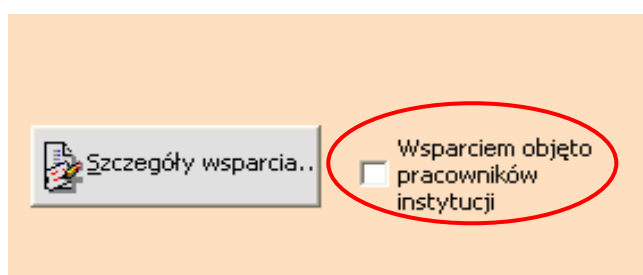 Szczegóły wsparcia..
Wsparciem objęto
pracowników
instytucji